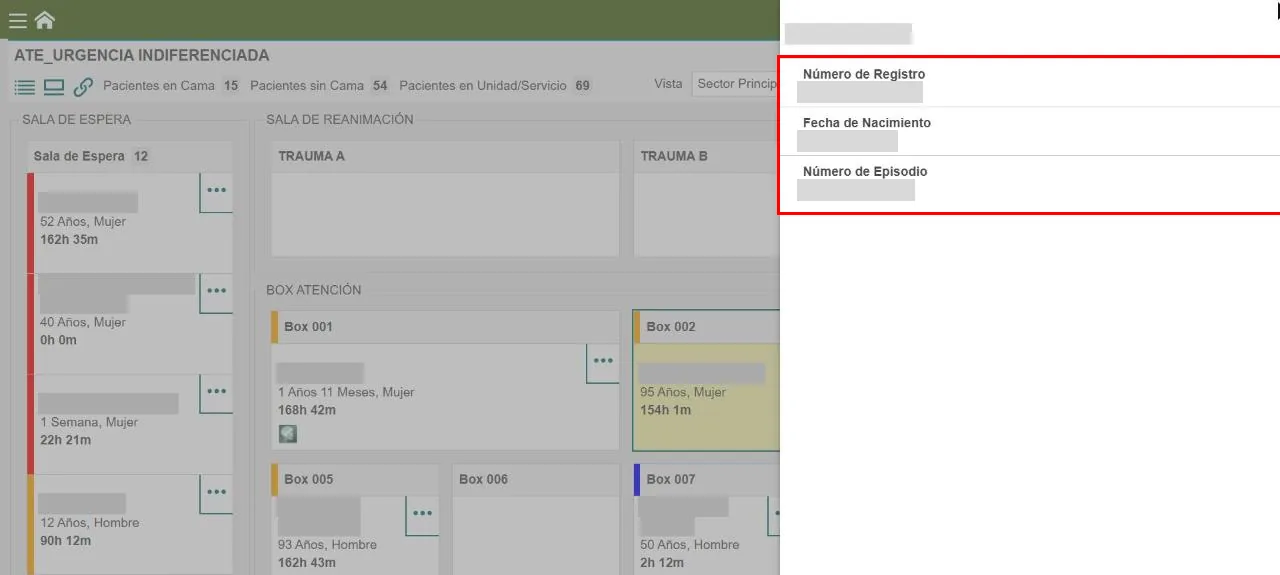 ATE_URGENCIA INDIFERENCIADA
Pacientes en Cama 15 Pacientes sin Cama 54 Pacientes en Unidad/Servicio 69 Vista Sector Princip
SALA DE ESPERA
Sala de Espera 12
52 Años, Mujer
162h 35m
40 Años, Mujer
0h 0m
1 Semana, Mujer
22h 21m
12 Años, Hombre
90h 12m
SALA DE REANIMACIÓN
TRAUMA A
TRAUMA B
BOX ATENCIÓN
Box 001
1 Años 11 Meses, Mujer
168h 42m
Box 002
95 Años, Mujer
154h 1m
Box 005
93 Años, Hombre
162h 43m
Box 006
Box 007
50 Años, Hombre
2h 12m
Número de Registro
Fecha de Nacimiento
Número de Episodio